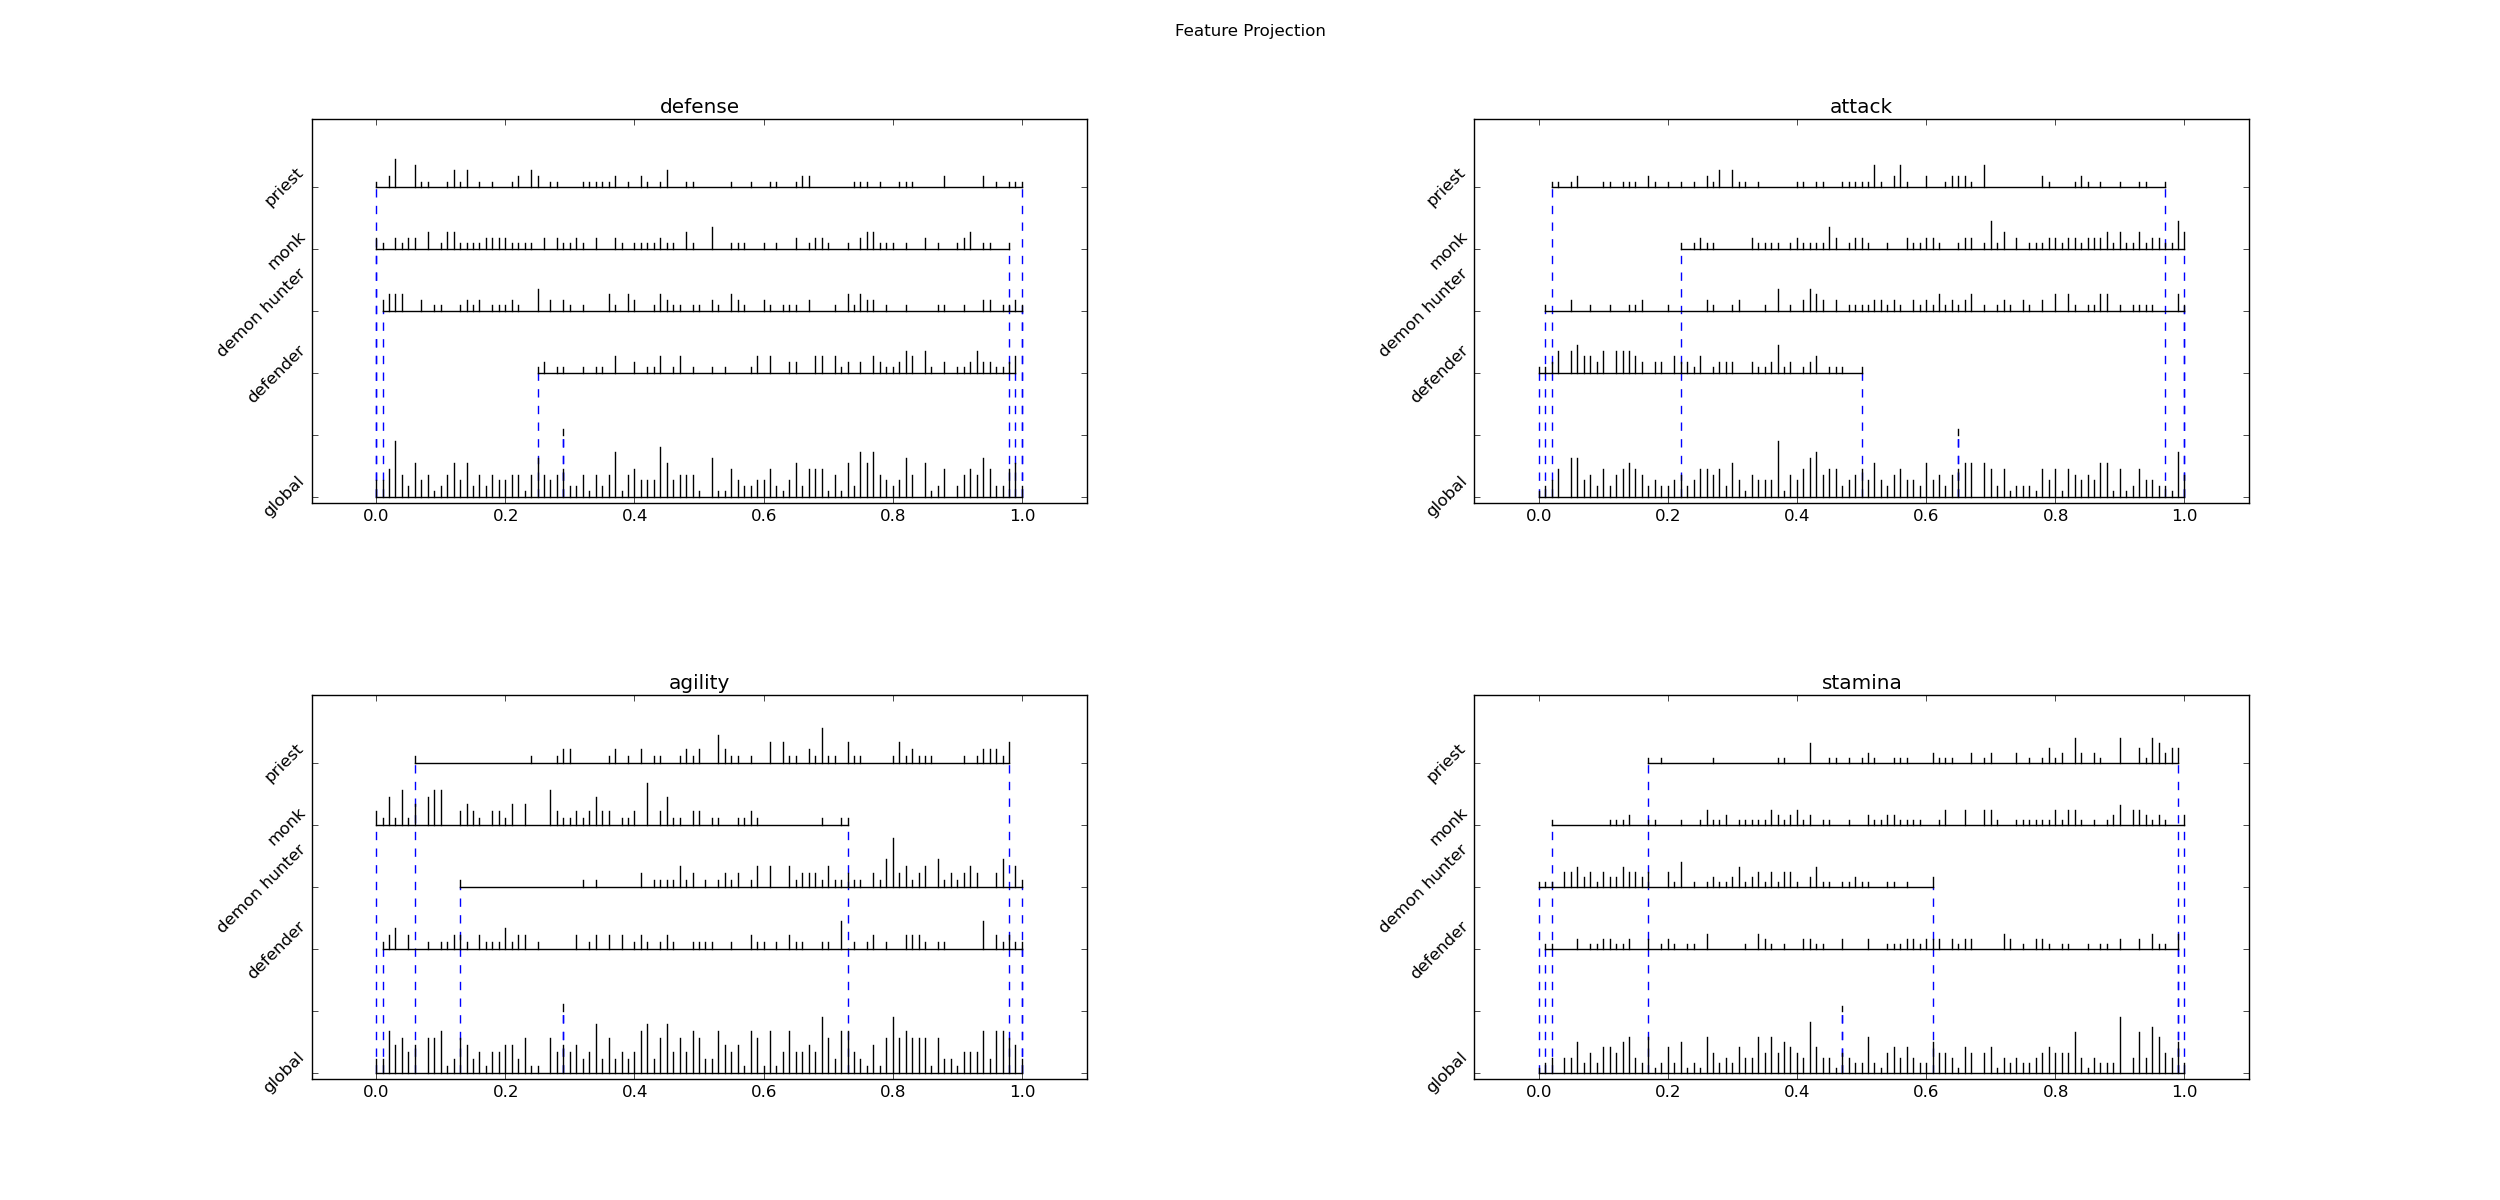 Feature Projection
defense
priest
monk
demon hunter
defender
global
0.0 0.2 0.4 0.6 0.8 1.0
attack
priest
monk
demon hunter
defender
global
0.0 0.2 0.4 0.6 0.8 1.0
agility
priest
monk
demon hunter
defender
global
0.0 0.2 0.4 0.6 0.8 1.0
stamina
priest
monk
demon hunter
defender
global
0.0 0.2 0.4 0.6 0.8 1.0